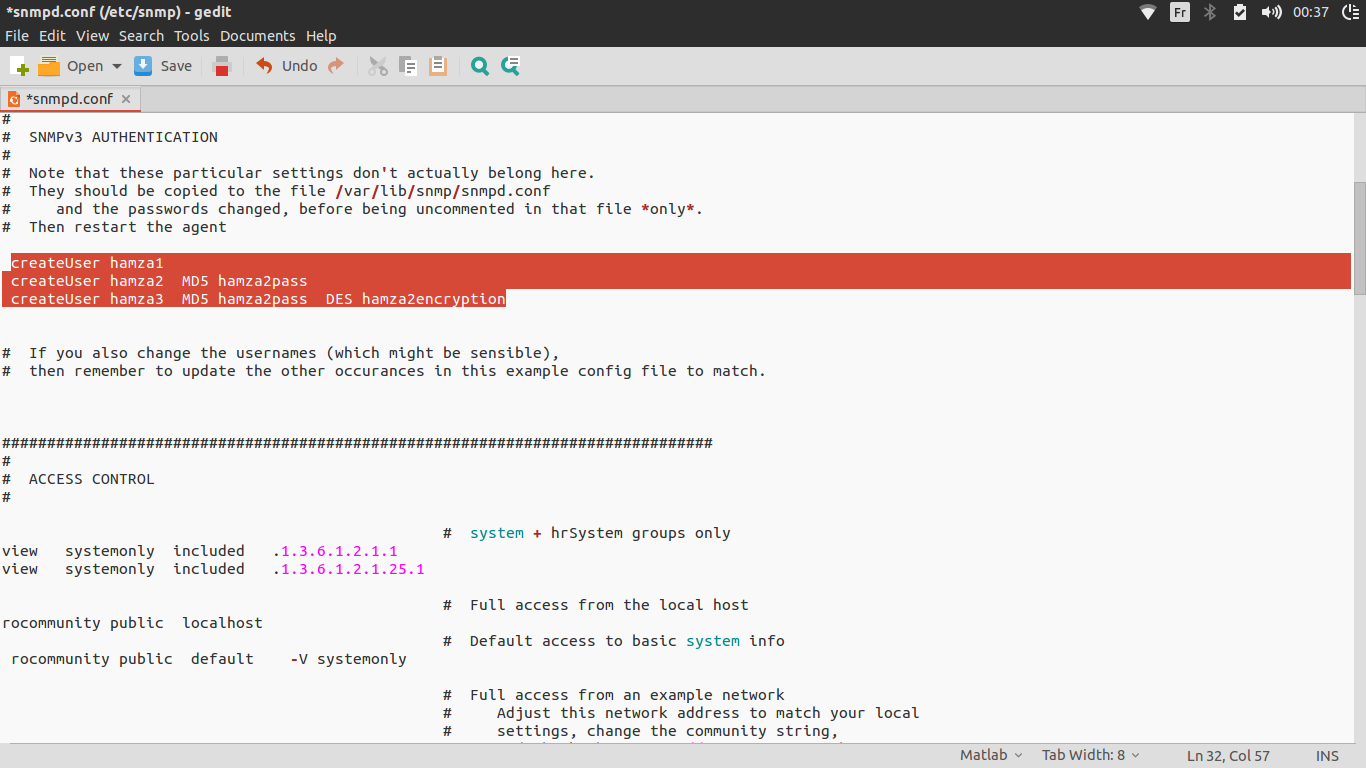 *snmpd.conf (/etc/snmp) - gedit
Fr
00:37
File Edit View Search Tools Documents Help
Open Save Undo
*snmpd.conf ×
#
#  SNMPv3 AUTHENTICATION
#
#  Note that these particular settings don't actually belong here.
#  They should be copied to the file /var/lib/snmp/snmpd.conf
#     and the passwords changed, before being uncommented in that file *only*.
#  Then restart the agent
 createUser hamza1
 createUser hamza2  MD5 hamza2pass
 createUser hamza3  MD5 hamza2pass  DES hamza2encryption
#  If you also change the usernames (which might be sensible),
#  then remember to update the other occurances in this example config file to match.
###############################################################################
#
#  ACCESS CONTROL
#
#  system + hrSystem groups only
view   systemonly  included   .1.3.6.1.2.1.1
view   systemonly  included   .1.3.6.1.2.1.25.1
#  Full access from the local host
rocommunity public  localhost
#  Default access to basic system info
 rocommunity public  default    -V systemonly
#  Full access from an example network
#     Adjust this network address to match your local
#     settings, change the community string,
Matlab Tab Width: 8 Ln 32, Col 57 INS